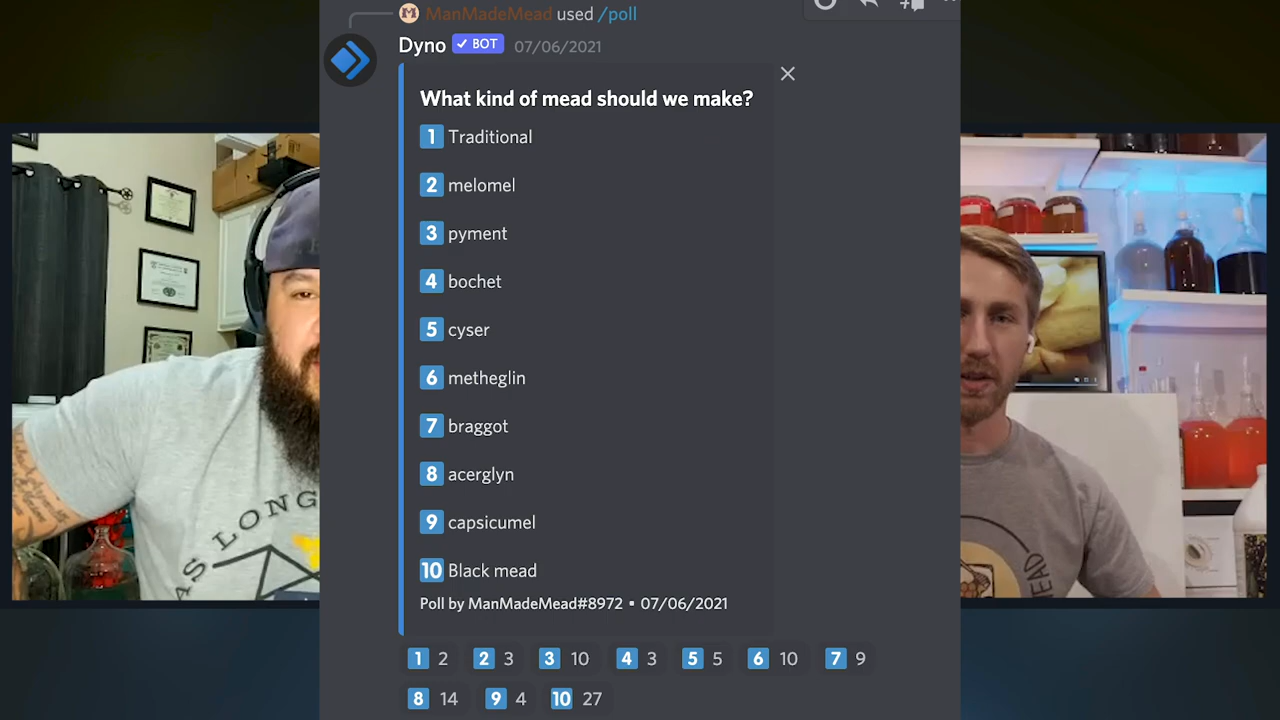 ManMadeMead used /poll
Dyno ✓ BOT 07/06/2021
What kind of mead should we make?
1 Traditional
2 melomel
3 pyment
4 bochet
5 cyser
6 metheglin
7 braggot
8 acerglyn
9 capsicumel
10 Black mead
Poll by ManMadeMead#8972 • 07/06/2021
1 2 2 3 3 10 4 3 5 5 6 10 7 9
8 14 9 4 10 27
AS LONG
EAD